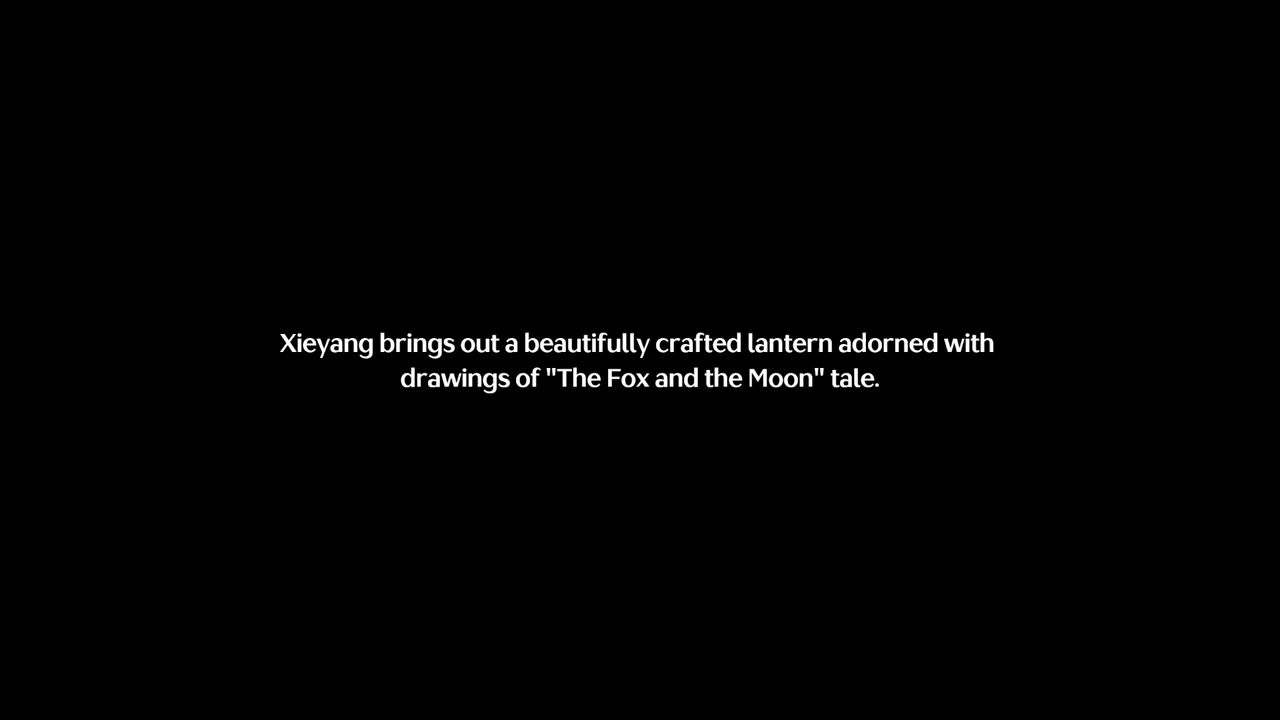 Xieyang brings out a beautifully crafted lantern adorned with
drawings of "The Fox and the Moon" tale.